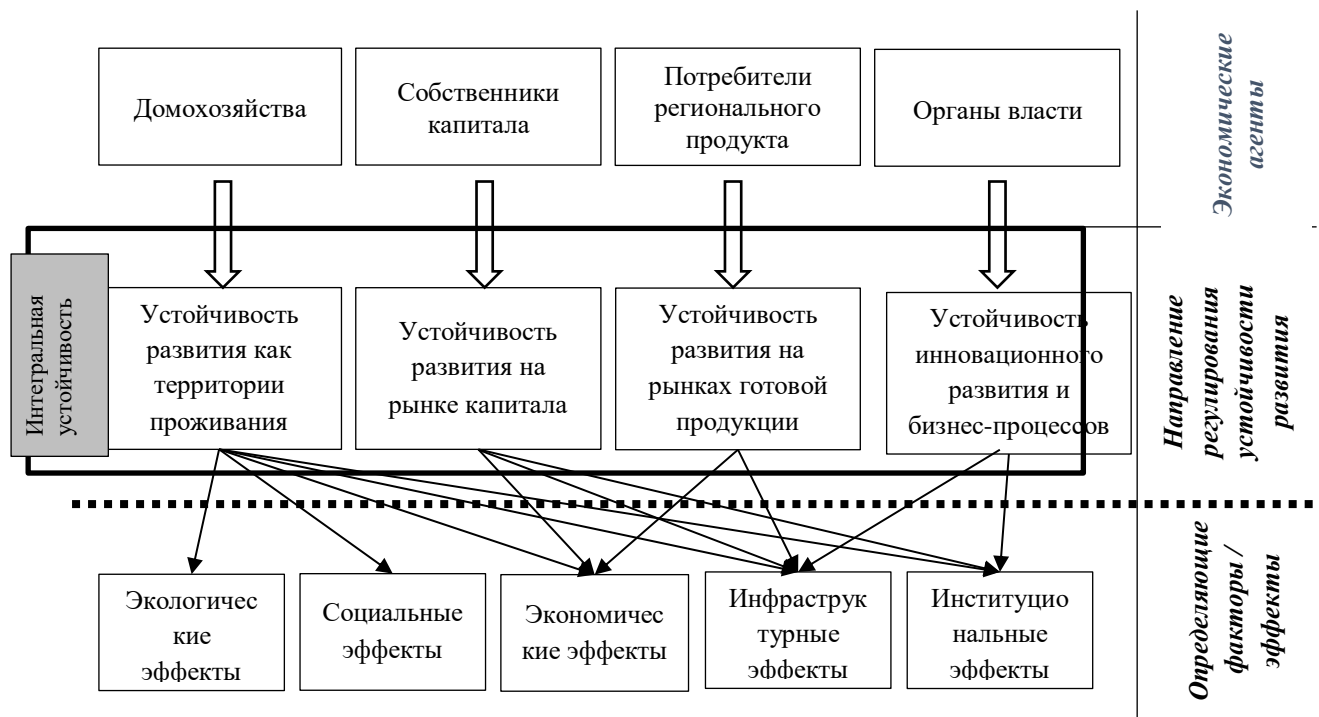 Домохозяйства
Собственники
капитала
Потребители
регионального
продукта
Органы власти
Экономические
агенты
Интегральная
устойчивость
Устойчивость
развития как
территории
проживания
Устойчивость
развития на
рынке капитала
Устойчивость
развития на
рынках готовой
продукции
Устойчивость
инновационного
развития и
бизнес-процессов
Направление
регулирования
устойчивости
развития
Экологичес
кие
эффекты
Социальные
эффекты
Экономичес
кие эффекты
Инфраструк
турные
эффекты
Институцио
нальные
эффекты
Определяющие
факторы /
эффекты